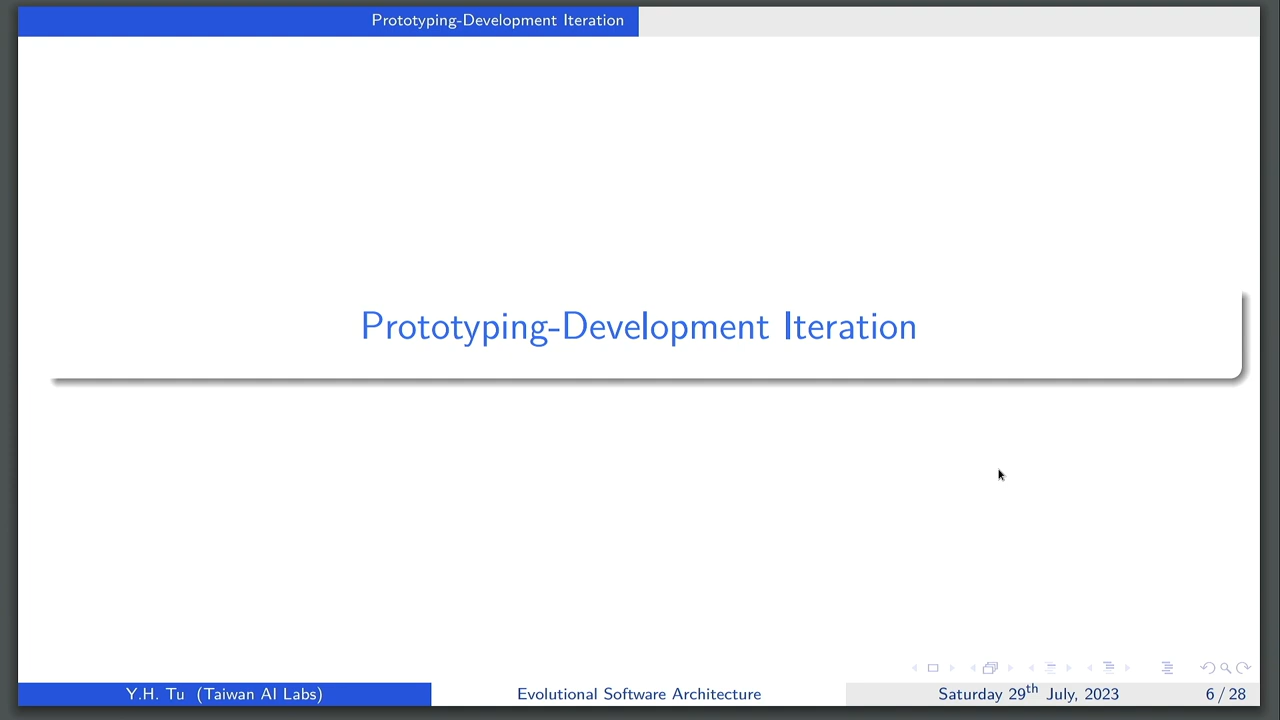 Prototyping-Development Iteration
Prototyping-Development Iteration
Y.H. Tu (Taiwan AI Labs)
Evolutional Software Architecture
Saturday 29th July, 2023
6 / 28